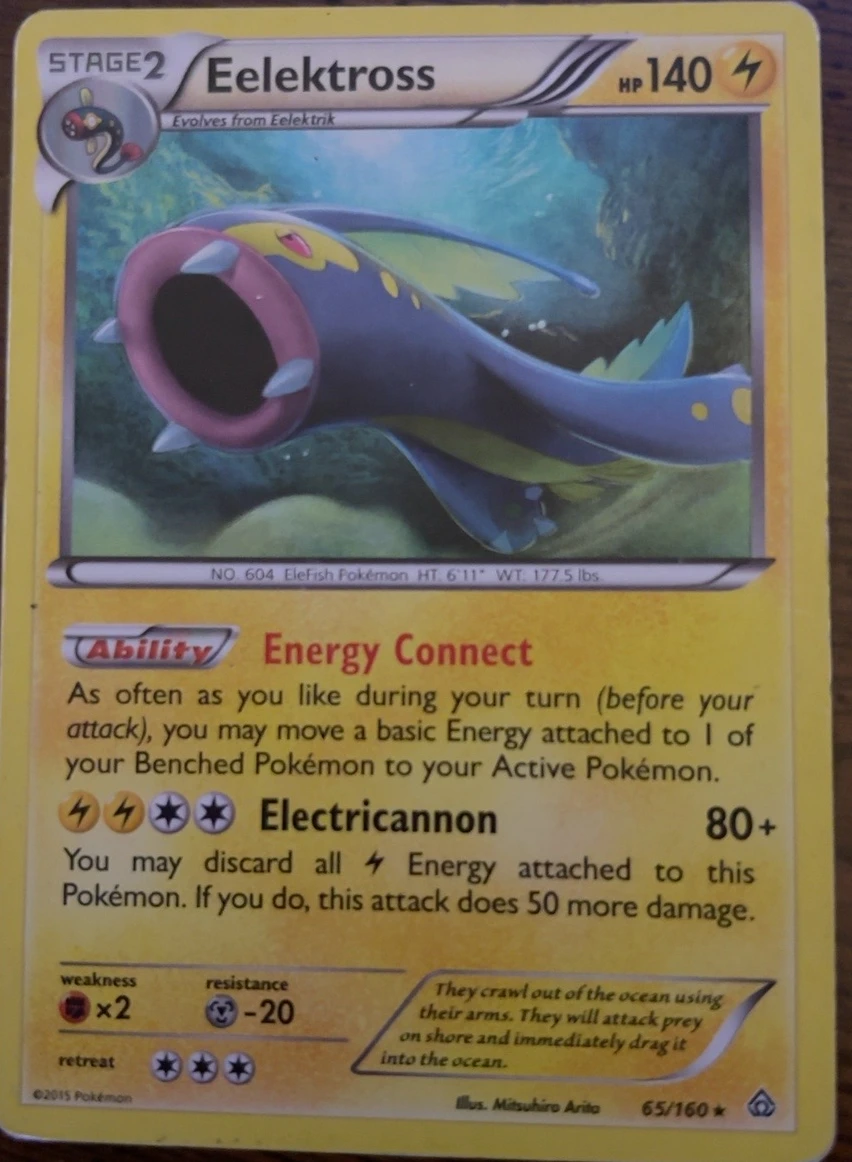 STAGE2
Eelektross
HP140
Evolves from Eelektrik
NO. 604 EleFish Pokémon HT. 6'11" WT. 177.5 lbs.
Ability Energy Connect
As often as you like during your turn (before your
attack), you may move a basic Energy attached to 1 of
your Benched Pokémon to your Active Pokémon.
Electricannon 80+
You may discard all Energy attached to this
Pokémon. If you do, this attack does 50 more damage.
weakness
×2
resistance
-20
retreat
They crawl out of the ocean using
their arms. They will attack prey
on shore and immediately drag it
into the ocean.
©2015 Pokémon
Illus. Mitsuhiro Arita
65/160 ★